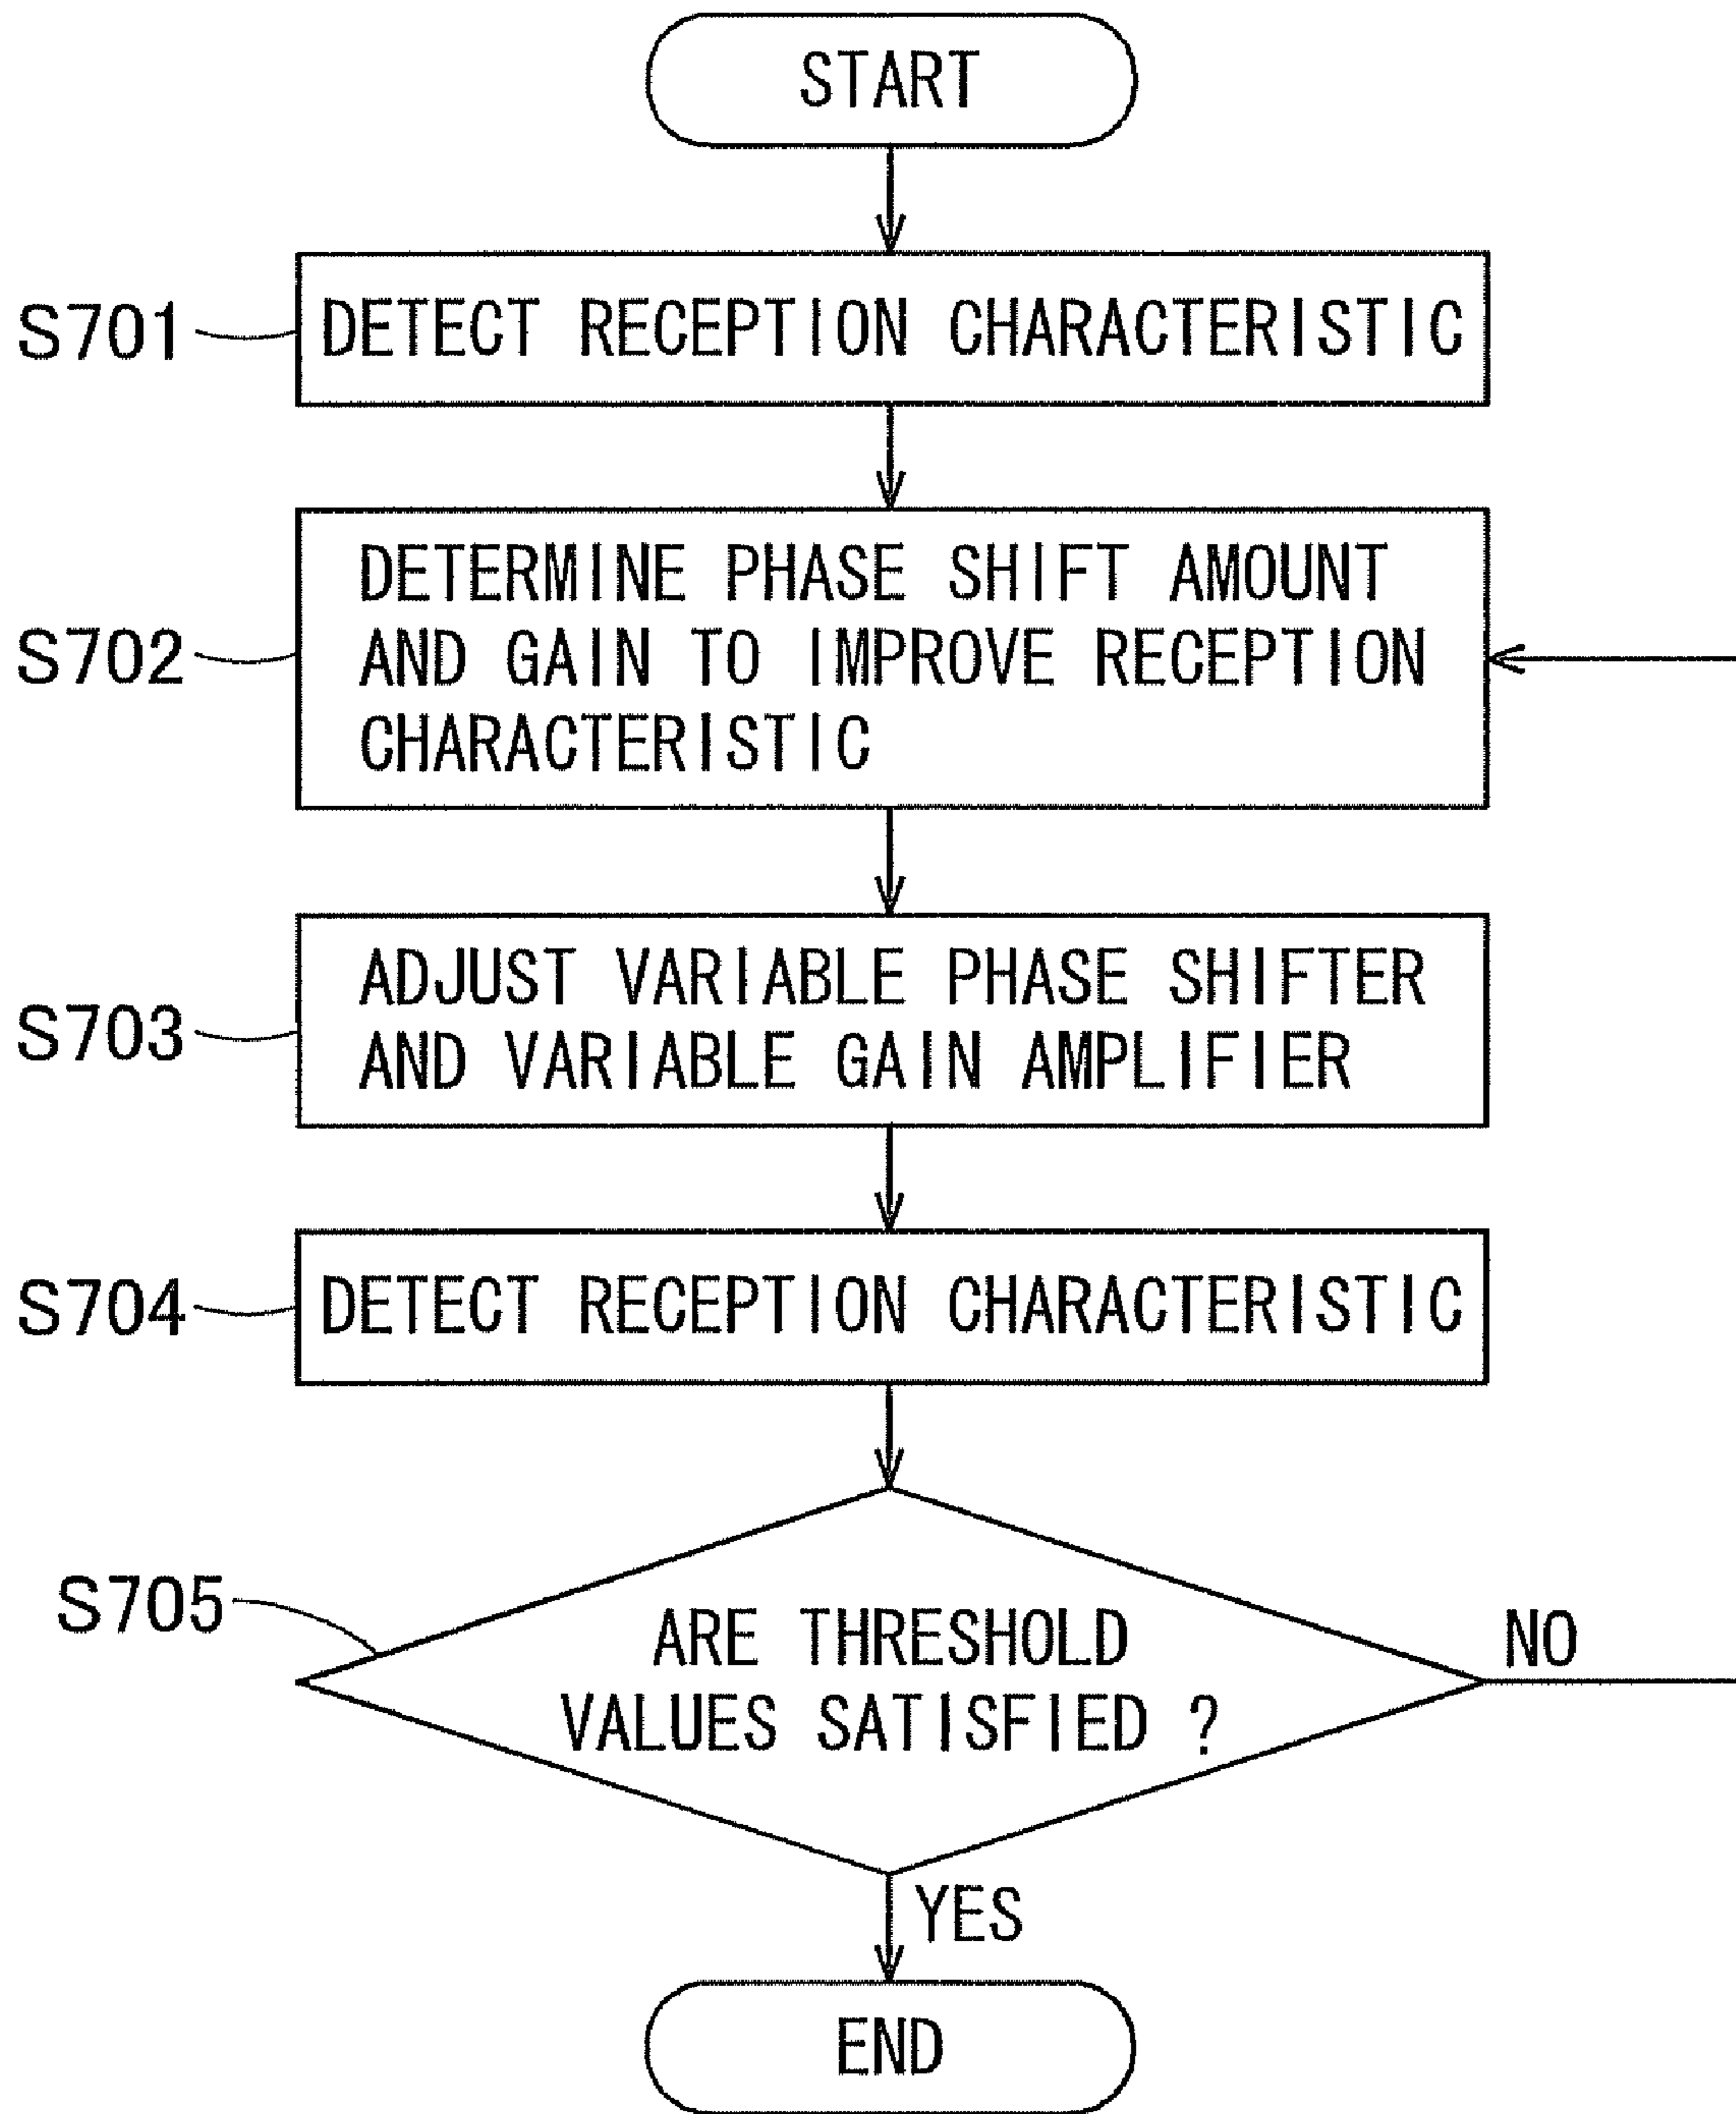 START
S701
DETECT RECEPTION CHARACTERISTIC
S702
DETERMINE PHASE SHIFT AMOUNT
AND GAIN TO IMPROVE RECEPTION
CHARACTERISTIC
S703
ADJUST VARIABLE PHASE SHIFTER
AND VARIABLE GAIN AMPLIFIER
S704
DETECT RECEPTION CHARACTERISTIC
S705
ARE THRESHOLD
VALUES SATISFIED ?
NO
YES
END